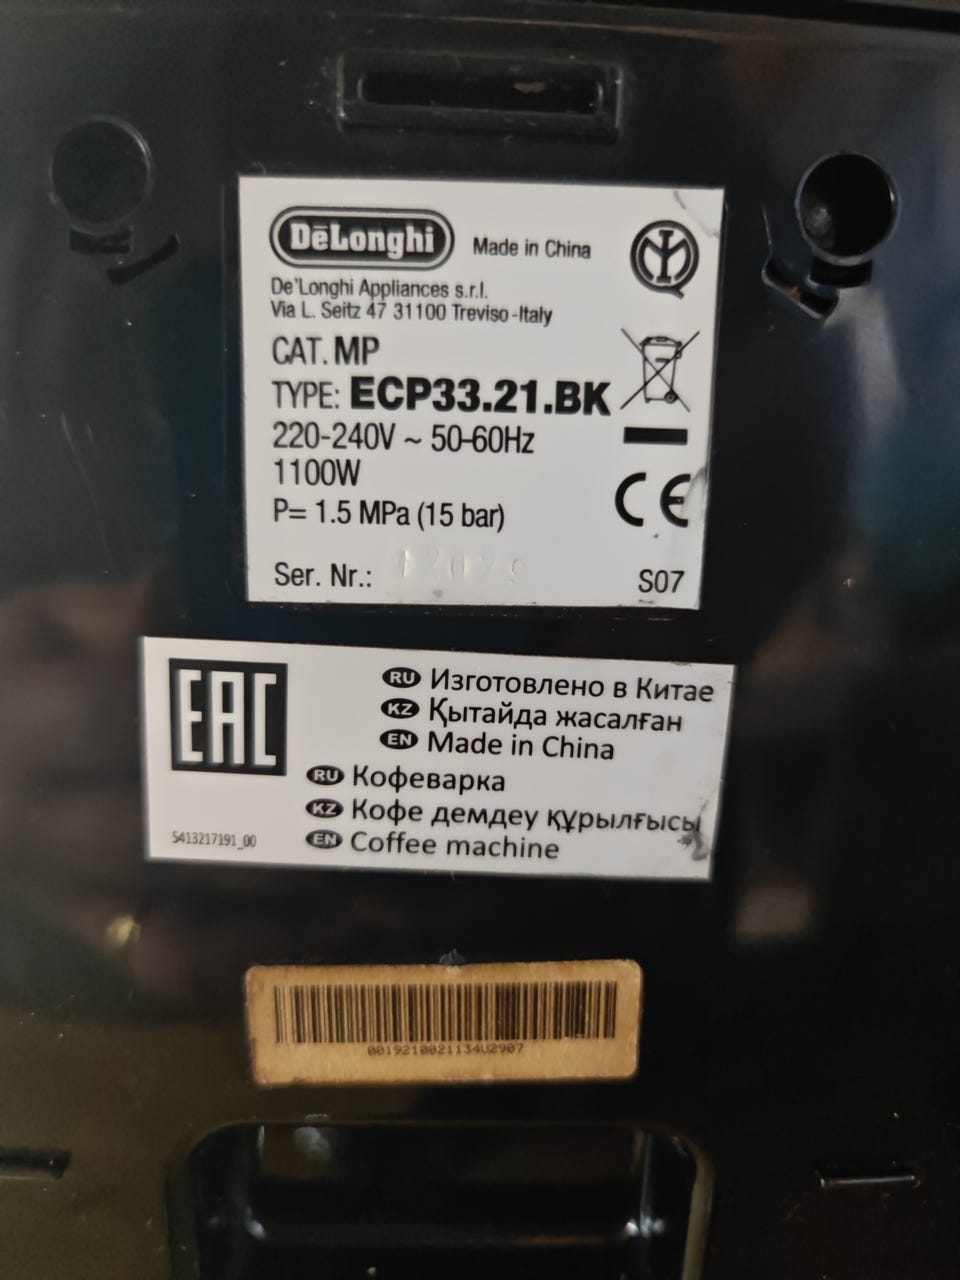 DeLonghi Made in China
De'Longhi Appliances s.r.l.
Via L. Seitz 47 31100 Treviso-Italy
CAT. MP
TYPE: ECP33.21.BK
220-240V ~ 50-60Hz
1100W
P= 1.5 MPa (15 bar)
CE
Ser. Nr.:
S07
EAC
RU Изготовлено в Китае
KZ Қытайда жасалған
EN Made in China
RU Кофеварка
KZ Кофе демдеу құрылғысы
EN Coffee machine
5413217191_00
0019210021134U2907